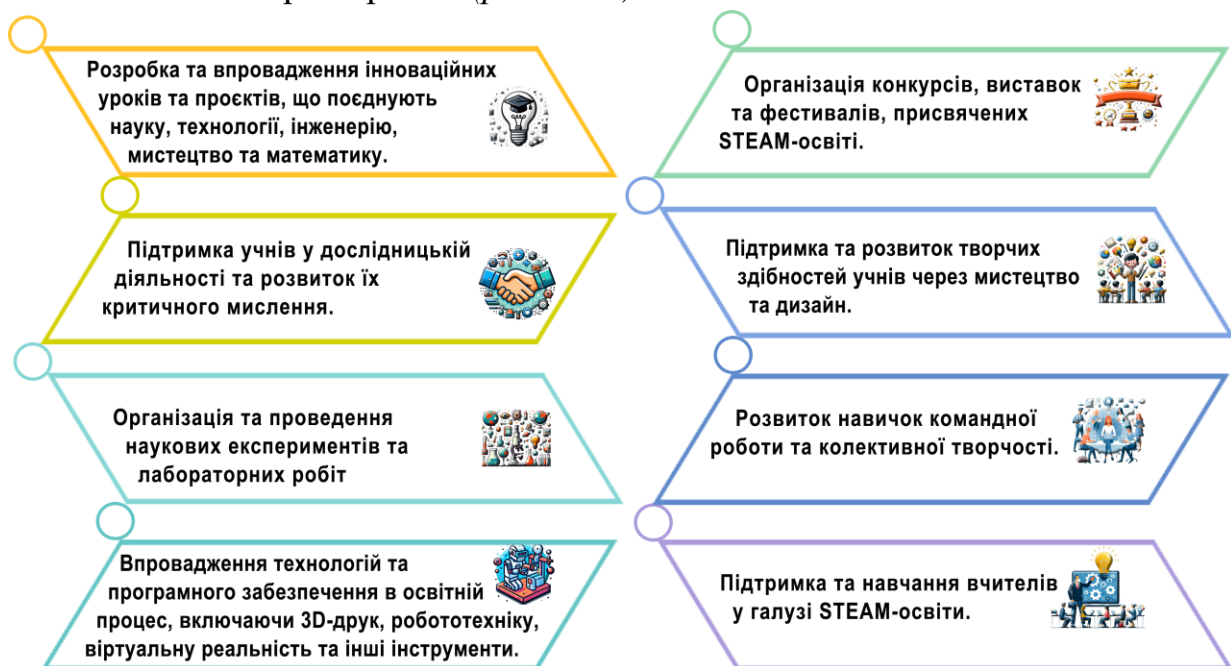 Розробка та впровадження інноваційних
уроків та проєктів, що поєднують
науку, технології, інженерію,
мистецтво та математику.
Підтримка учнів у дослідницькій
діяльності та розвиток їх
критичного мислення.
Організація та проведення
наукових експериментів та
лабораторних робіт
Впровадження технологій та
програмного забезпечення в освітній
процес, включаючи 3D-друк, робототехніку,
віртуальну реальність та інші інструменти.
Організація конкурсів, виставок
та фестивалів, присвячених
STEAM-освіті.
Підтримка та розвиток творчих
здібностей учнів через мистецтво
та дизайн.
Розвиток навичок командної
роботи та колективної творчості.
Підтримка та навчання вчителів
у галузі STEAM-освіти.